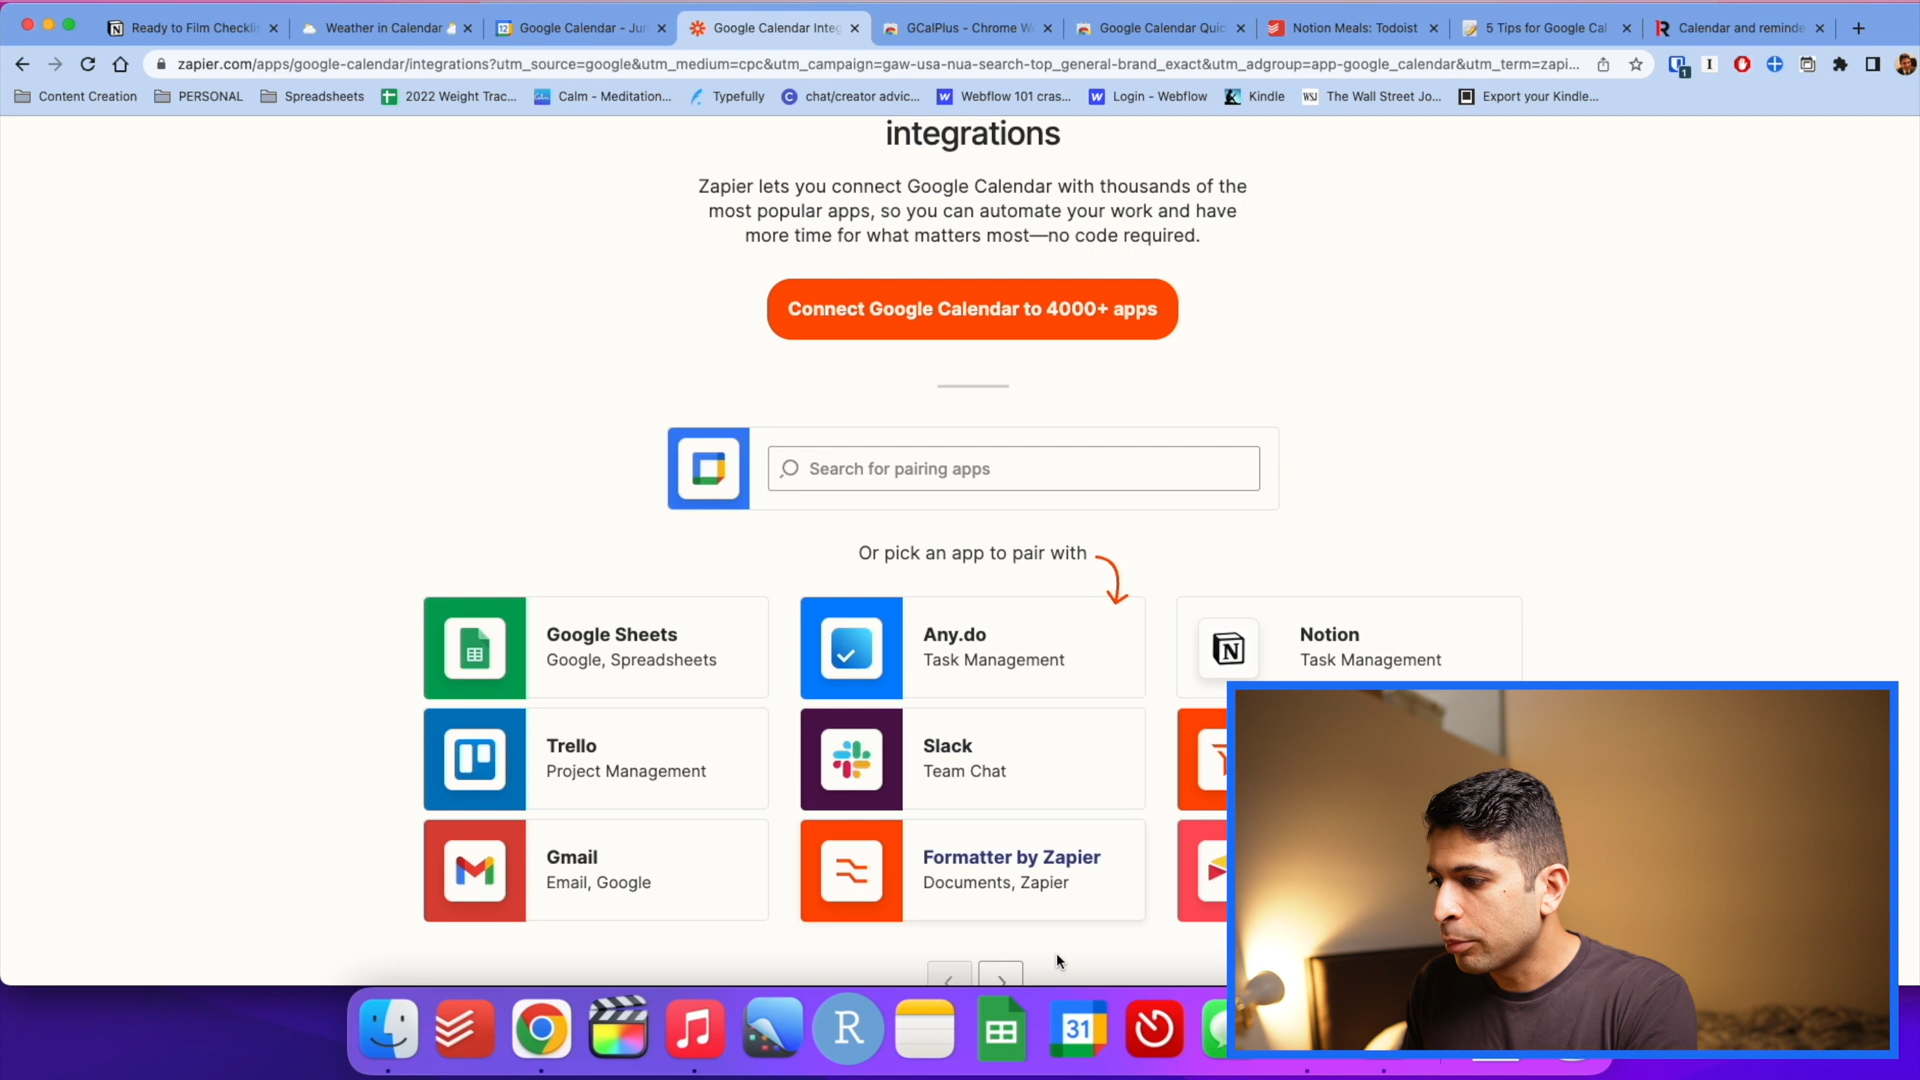 Ready to Film Checkli
Weather in Calendar
Google Calendar - Jun
Google Calendar Integ
GCalPlus - Chrome W
Google Calendar Quic
Notion Meals: Todoist
5 Tips for Google Cal
Calendar and reminde
zapier.com/apps/google-calendar/integrations?utm_source=google&utm_medium=cpc&utm_campaign=gaw-usa-nua-search-top_general-brand_exact&utm_adgroup=app-google_calendar&utm_term=zapi...
Content Creation
PERSONAL
Spreadsheets
2022 Weight Trac...
Calm - Meditation...
Typefully
chat/creator advic...
Webflow 101 cras...
Login - Webflow
Kindle
WSJ
The Wall Street Jo...
Export your Kindle...
integrations
Zapier lets you connect Google Calendar with thousands of the
most popular apps, so you can automate your work and have
more time for what matters most—no code required.
Connect Google Calendar to 4000+ apps
Search for pairing apps
Or pick an app to pair with
Google Sheets
Google, Spreadsheets
Any.do
Task Management
Notion
Task Management
Trello
Project Management
Slack
Team Chat
Gmail
Email, Google
Formatter by Zapier
Documents, Zapier
R
31